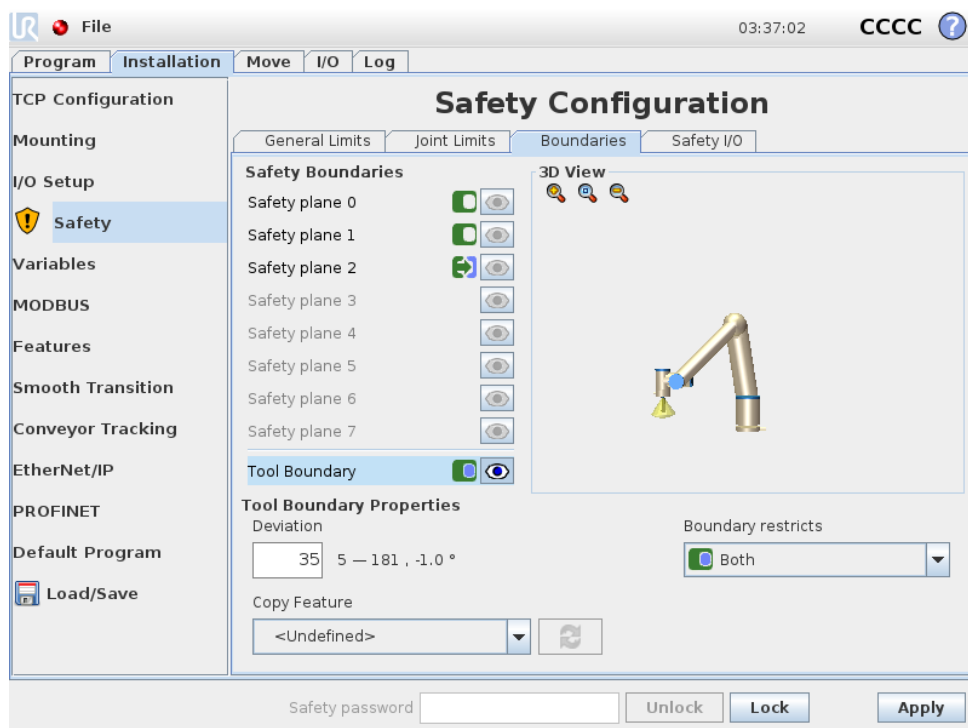 UR File 03:37:02 CCCC ?
Program Installation Move I/O Log
TCP Configuration
Mounting
I/O Setup
Safety
Variables
MODBUS
Features
Smooth Transition
Conveyor Tracking
EtherNet/IP
PROFINET
Default Program
Load/Save
Safety Configuration
General Limits Joint Limits Boundaries Safety I/O
Safety Boundaries
Safety plane 0
Safety plane 1
Safety plane 2
Safety plane 3
Safety plane 4
Safety plane 5
Safety plane 6
Safety plane 7
Tool Boundary
3D View
Tool Boundary Properties
Deviation
35 5 — 181 , -1.0 °
Boundary restricts
Both
Copy Feature
<Undefined>
Safety password Unlock Lock Apply